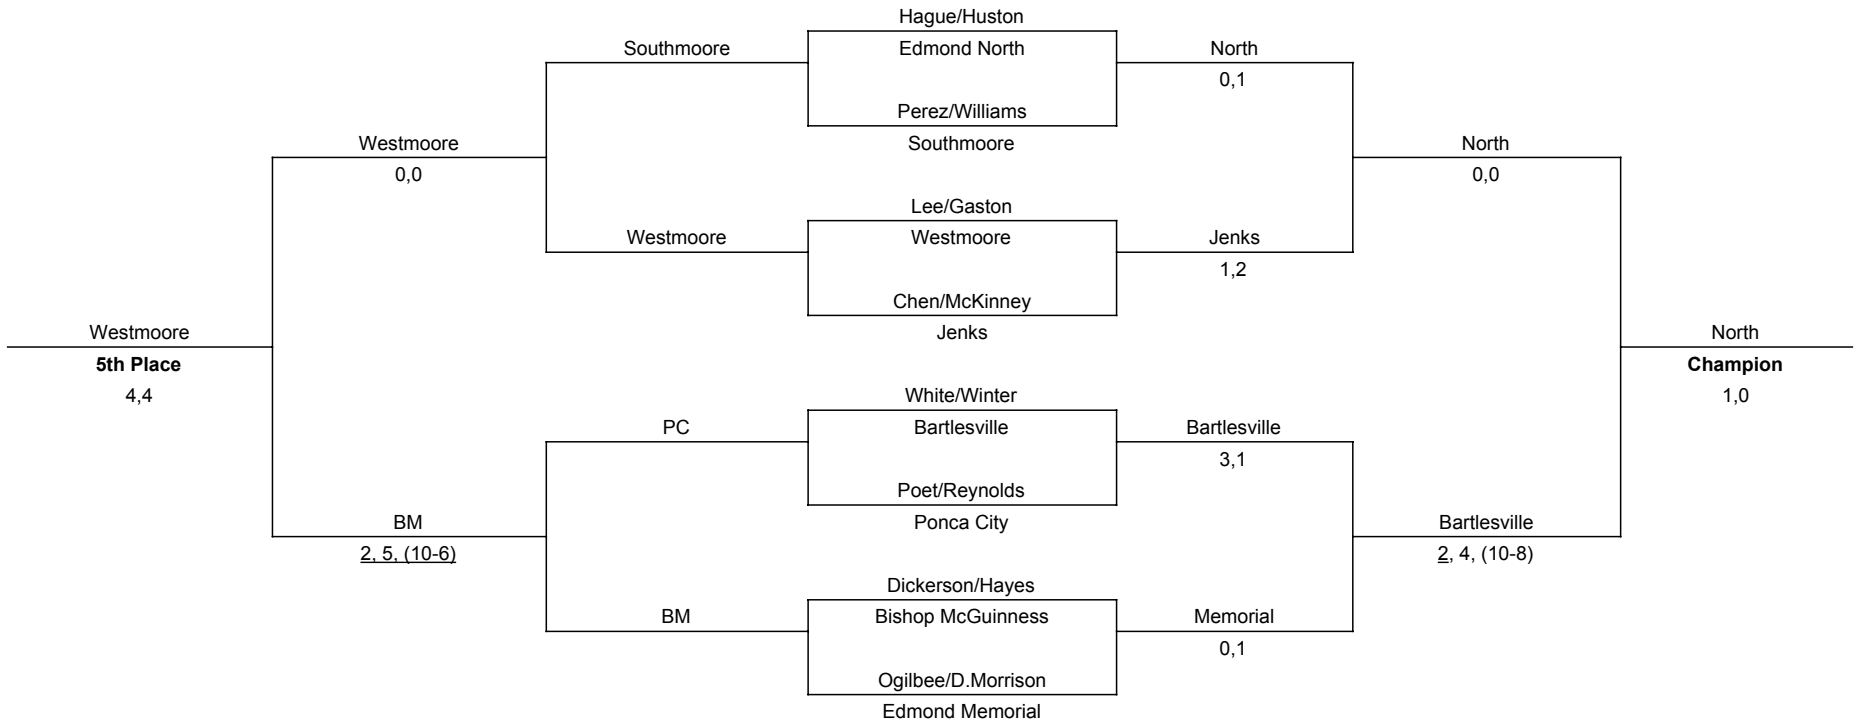 Hague/Huston
Southmoore
Edmond North
North
0,1
Perez/Williams
Westmoore
Southmoore
North
0,0
0,0
Lee/Gaston
Westmoore
Westmoore
Jenks
1,2
Chen/McKinney
Westmoore
Jenks
North
5th Place
Champion
4,4
White/Winter
1,0
PC
Bartlesville
Bartlesville
3,1
Poet/Reynolds
BM
Ponca City
Bartlesville
2, 5, (10-6)
2, 4, (10-8)
Dickerson/Hayes
BM
Bishop McGuinness
Memorial
0,1
Ogilbee/D.Morrison
Edmond Memorial